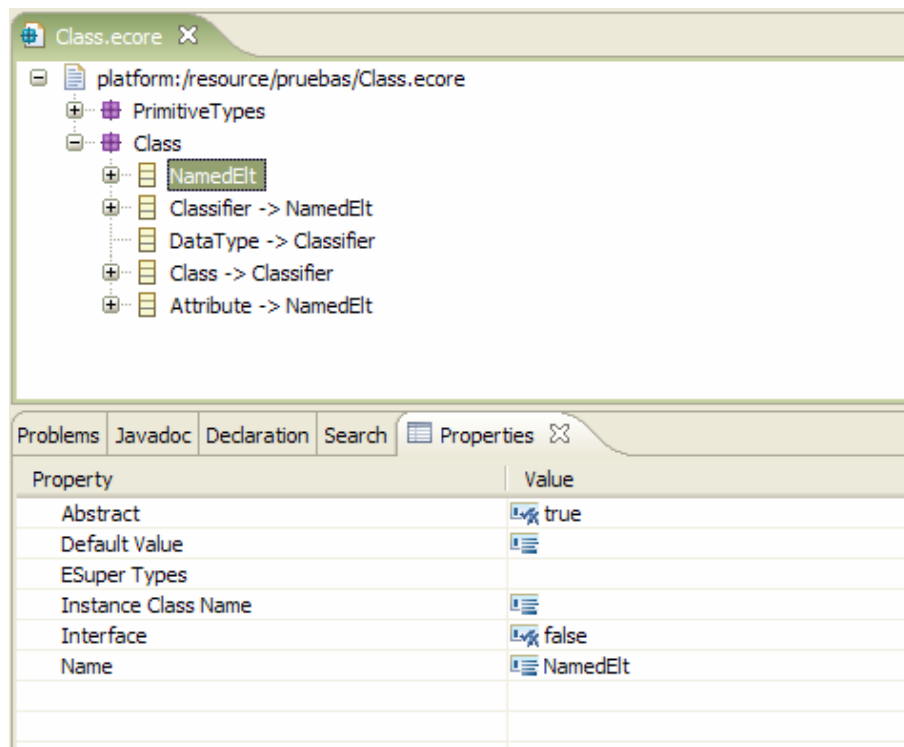 Class.ecore
platform:/resource/pruebas/Class.ecore
PrimitiveTypes
Class
NamedElt
Classifier -> NamedElt
DataType -> Classifier
Class -> Classifier
Attribute -> NamedElt
Problems Javadoc Declaration Search Properties
Property Value
Abstract true
Default Value
ESuper Types
Instance Class Name
Interface false
Name NamedElt